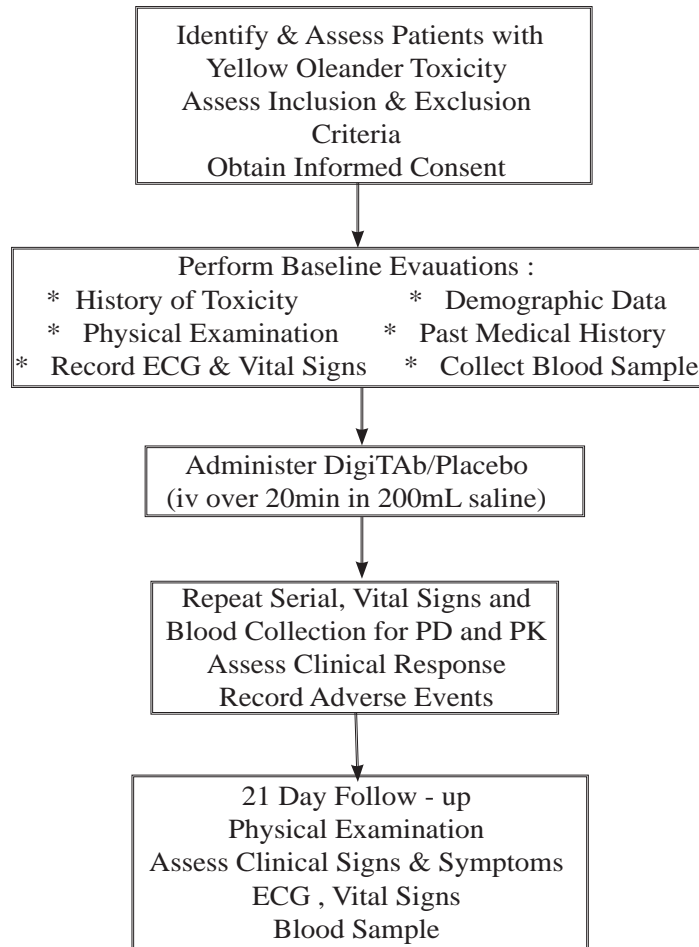 Identify & Assess Patients with
Yellow Oleander Toxicity
Assess Inclusion & Exclusion
Criteria
Obtain Informed Consent
Perform Baseline Evauations :
* History of Toxicity * Demographic Data
* Physical Examination * Past Medical History
* Record ECG & Vital Signs * Collect Blood Sample
Administer DigiTAb/Placebo
(iv over 20min in 200mL saline)
Repeat Serial, Vital Signs and
Blood Collection for PD and PK
Assess Clinical Response
Record Adverse Events
21 Day Follow - up
Physical Examination
Assess Clinical Signs & Symptoms
ECG , Vital Signs
Blood Sample